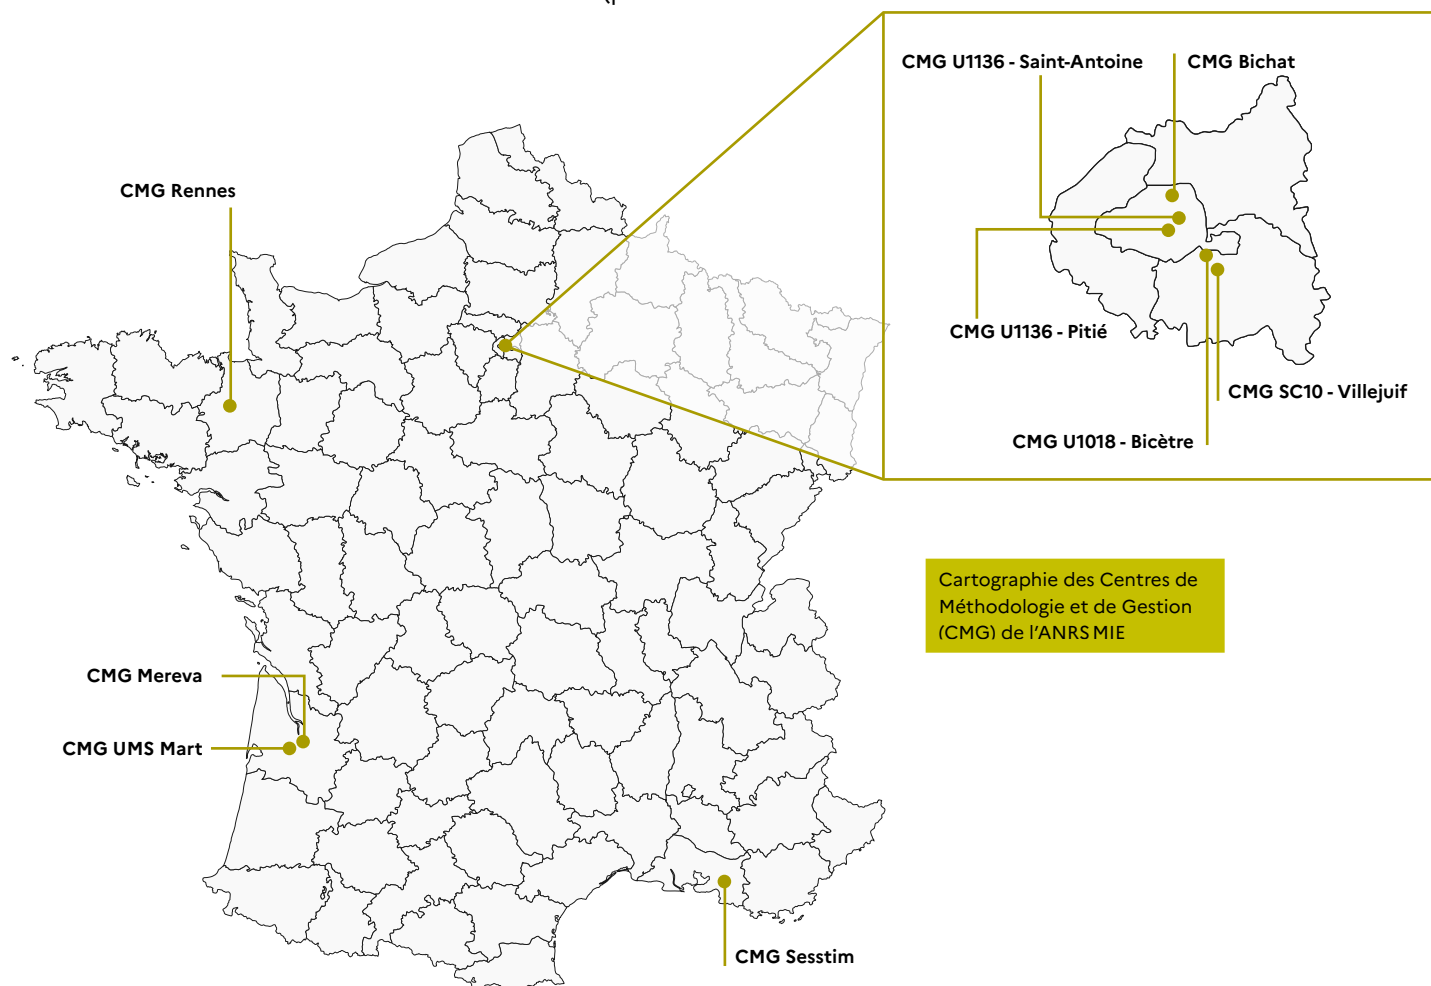 CMG U1136 - Saint-Antoine
CMG Bichat
CMG Rennes
CMG U1136 - Pitié
CMG SC10 - Villejuif
CMG U1018 - Bicètre
Cartographie des Centres de
Méthodologie et de Gestion
(CMG) de l'ANRS MIE
CMG Mereva
CMG UMS Mart
CMG Sesstim